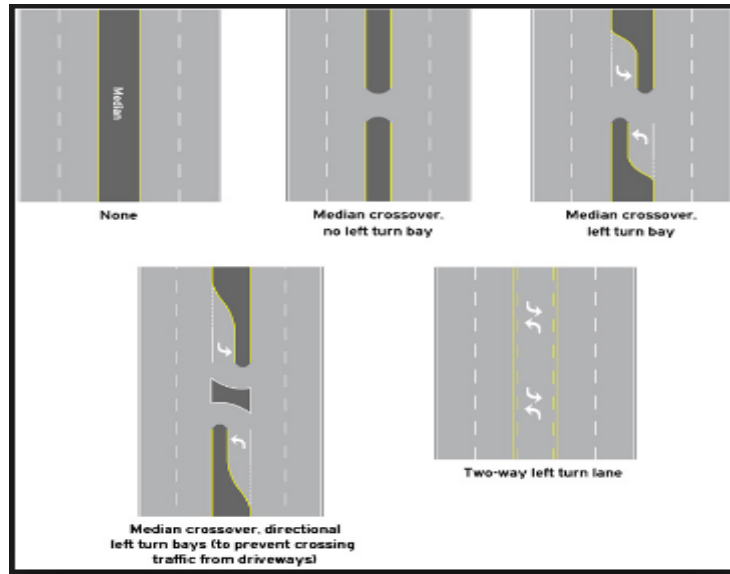 Median
None
Median crossover,
no left turn bay
Median crossover,
left turn bay
Median crossover, directional
left turn bays (to prevent crossing
traffic from driveways)
Two-way left turn lane